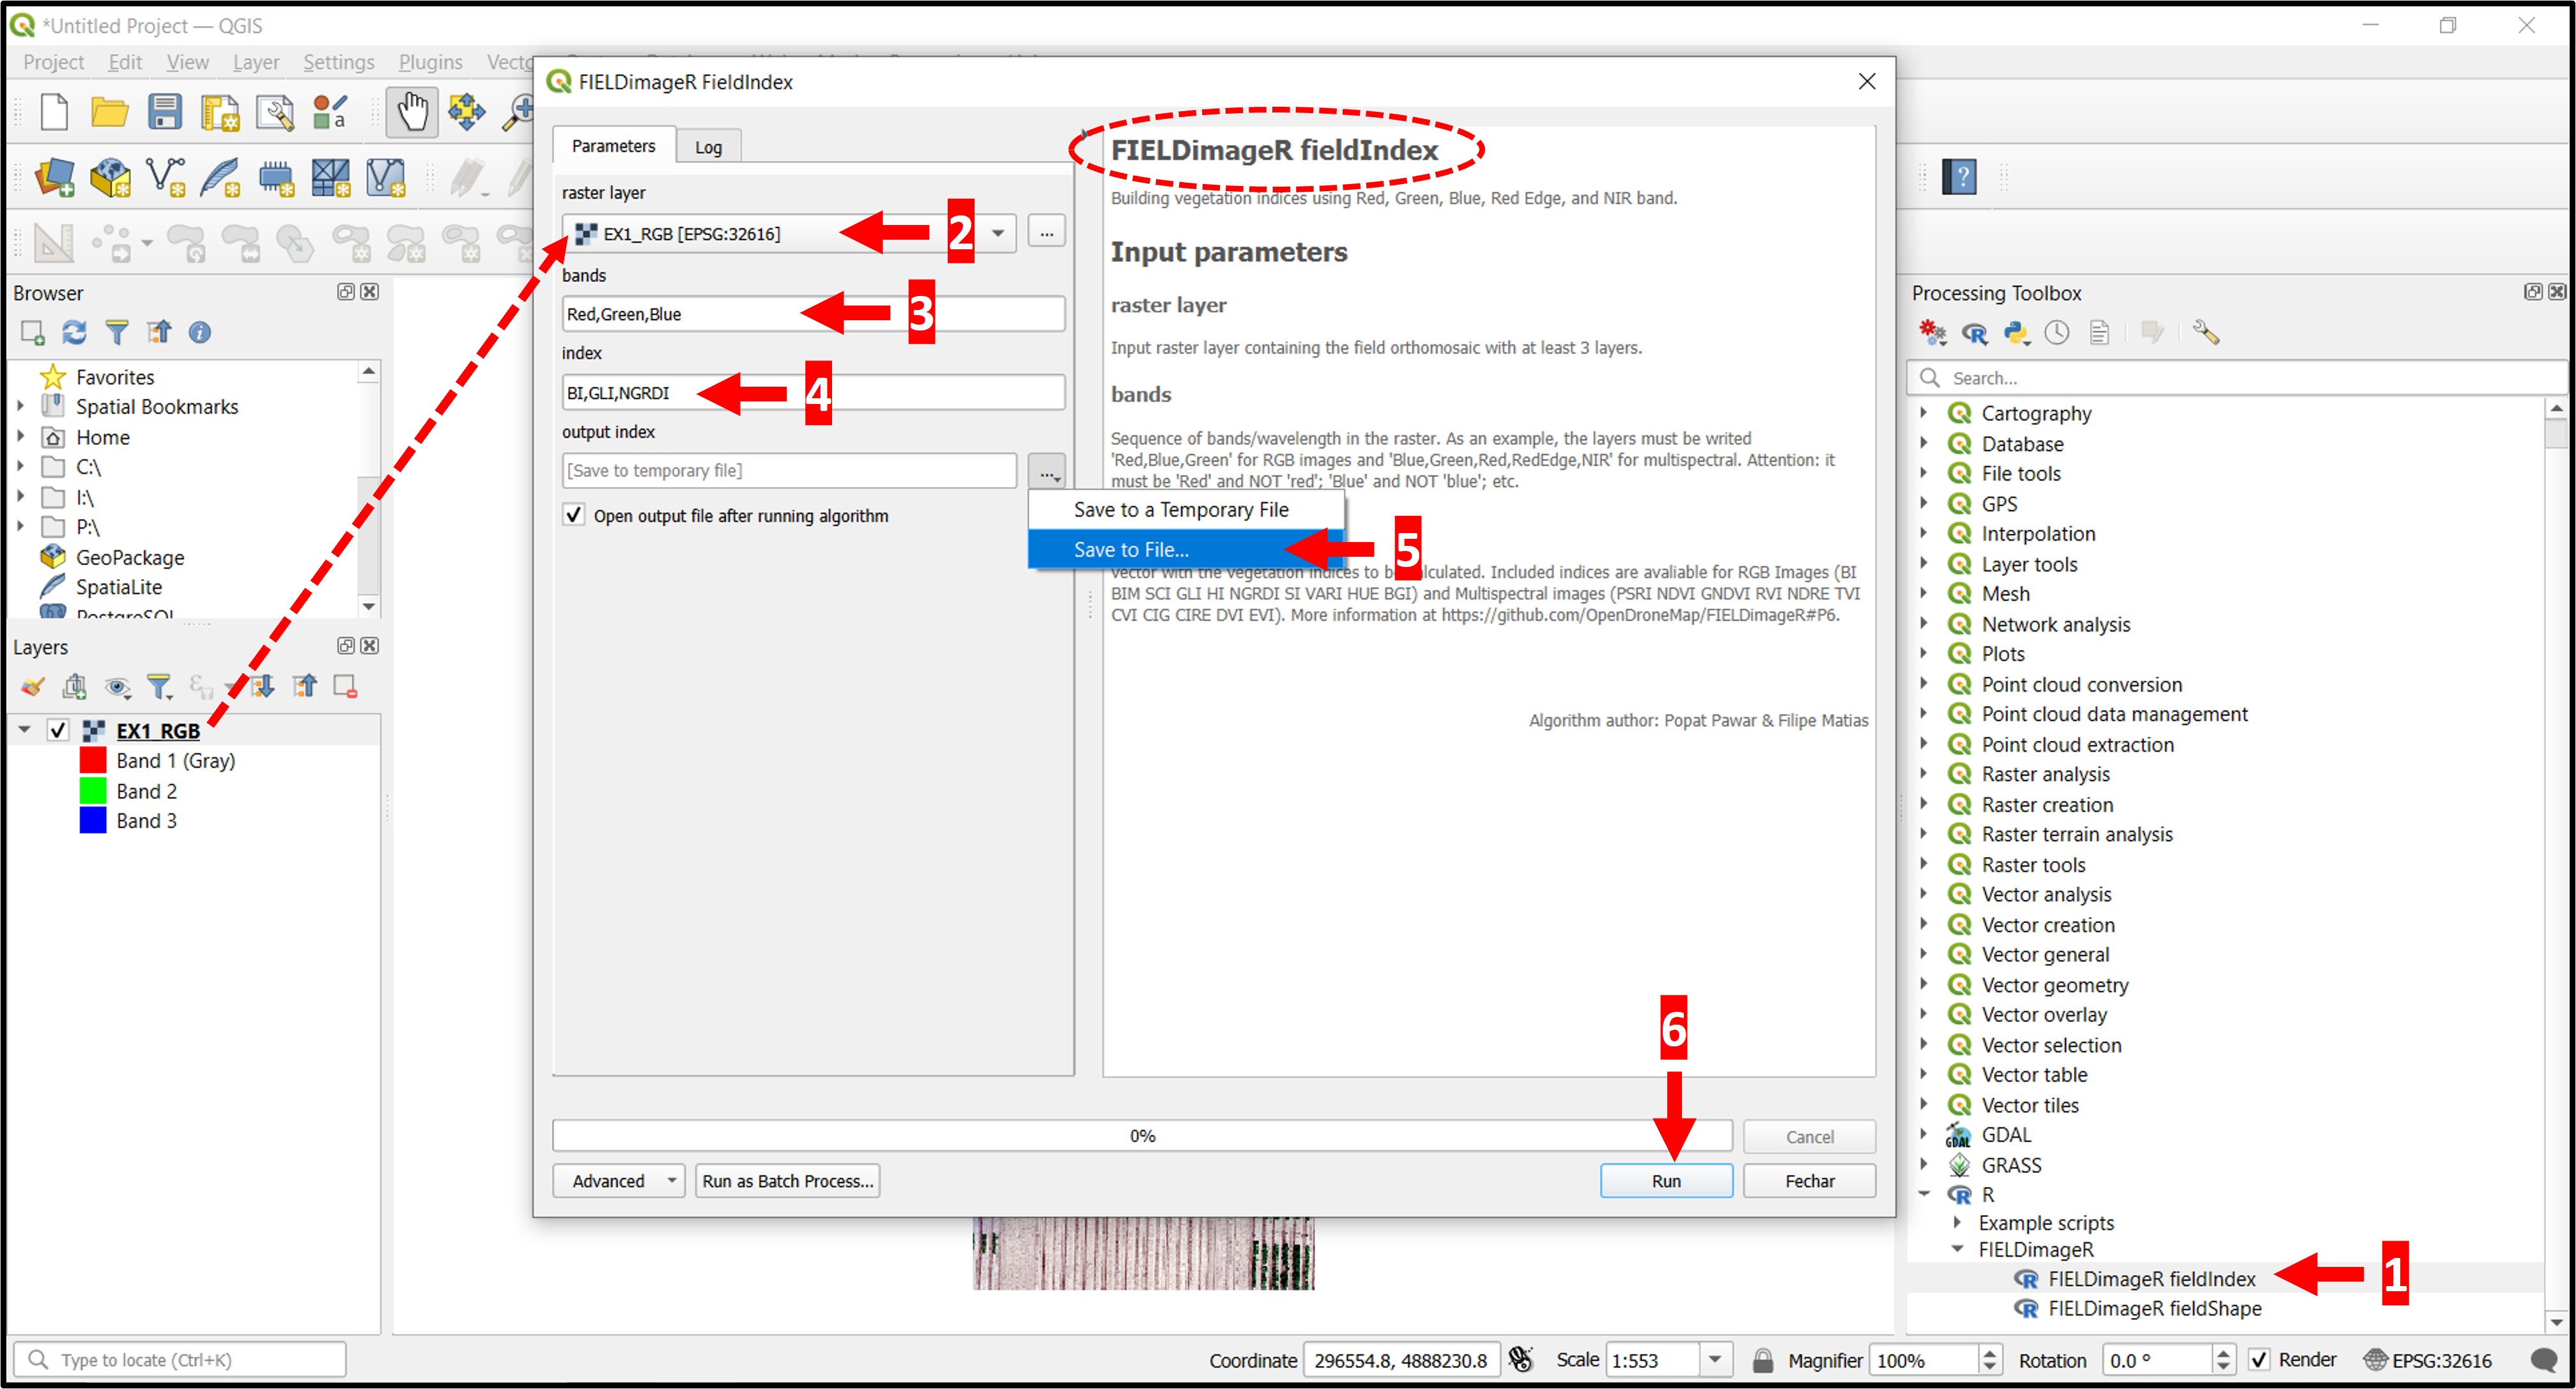 *Untitled Project — QGIS
Project Edit View Layer Settings Plugins
FIELDimageR FieldIndex
Parameters Log
raster layer
EX1_RGB [EPSG:32616]
...
2
bands
Red,Green,Blue
3
index
BI,GLI,NGRDI
4
output index
[Save to temporary file]
...
Open output file after running algorithm
Save to a Temporary File
Save to File...
5
FIELDimageR fieldIndex
Building vegetation indices using Red, Green, Blue, Red Edge, and NIR band.
Input parameters
raster layer
Input raster layer containing the field orthomosaic with at least 3 layers.
bands
Sequence of bands/wavelength in the raster. As an example, the layers must be writed
'Red,Blue,Green' for RGB images and 'Blue,Green,Red,RedEdge,NIR' for multispectral. Attention: it
must be 'Red' and NOT 'red'; 'Blue' and NOT 'blue'; etc.
vector with the vegetation indices to be calculated. Included indices are avaliable for RGB Images (BI
BIM SCI GLI HI NGRDI SI VARI HUE BGI) and Multispectral images (PSRI NDVI GNDVI RVI NDRE TVI
CVI CIG CIRE DVI EVI). More information at https://github.com/OpenDroneMap/FIELDimageR#P6.
Algorithm author: Popat Pawar & Filipe Matias
6
0%
Cancel
Advanced
Run as Batch Process...
Run
Fechar
Browser
Favorites
Spatial Bookmarks
Home
C:\
I:\
P:\
GeoPackage
SpatiaLite
PostgreSQL
Layers
EX1_RGB
Band 1 (Gray)
Band 2
Band 3
Processing Toolbox
Search...
Cartography
Database
File tools
GPS
Interpolation
Layer tools
Mesh
Network analysis
Plots
Point cloud conversion
Point cloud data management
Point cloud extraction
Raster analysis
Raster creation
Raster terrain analysis
Raster tools
Vector analysis
Vector creation
Vector general
Vector geometry
Vector overlay
Vector selection
Vector table
Vector tiles
GDAL
GRASS
R
Example scripts
FIELDimageR
FIELDimageR fieldIndex
1
FIELDimageR fieldShape
Type to locate (Ctrl+K)
Coordinate 296554.8, 4888230.8
Scale 1:553
Magnifier 100%
Rotation 0.0 °
Render
EPSG:32616